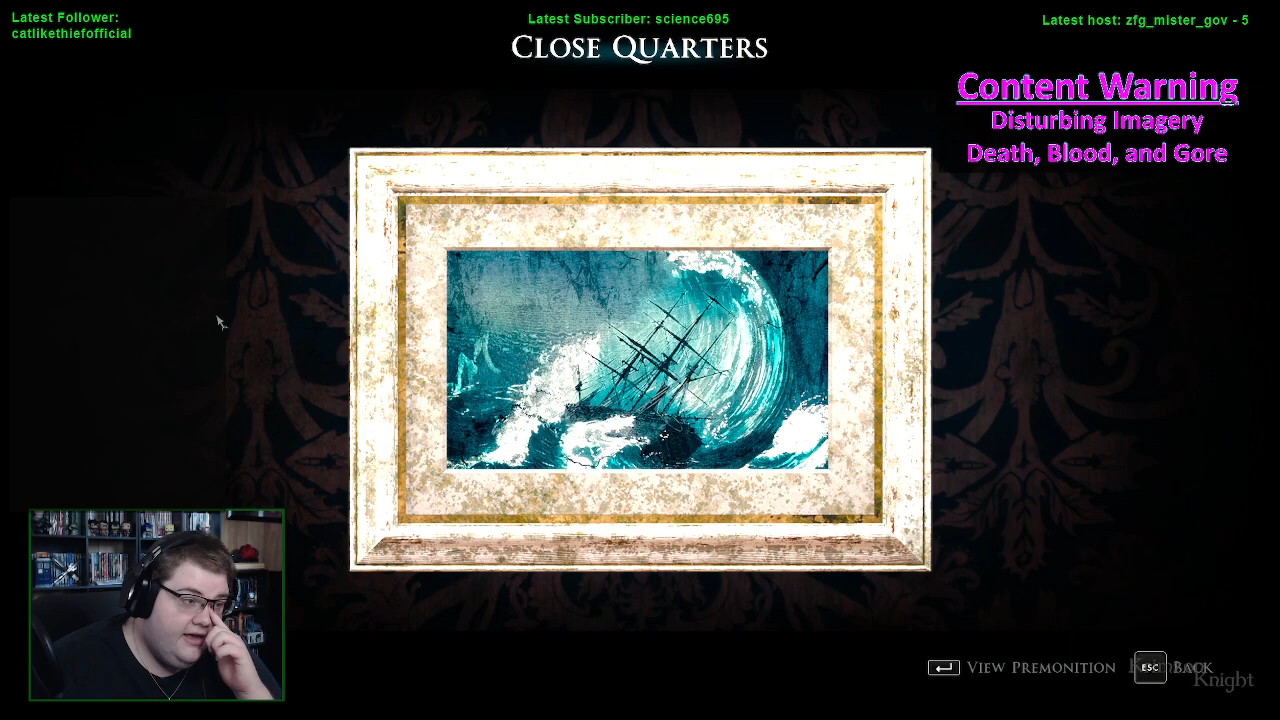 Latest Follower:
catlikethiefofficial
Latest Subscriber: science695
Latest host: zfg_mister_gov - 5
Close Quarters
Content Warning
Disturbing Imagery
Death, Blood, and Gore
View Premonition
ESC Back
Knight